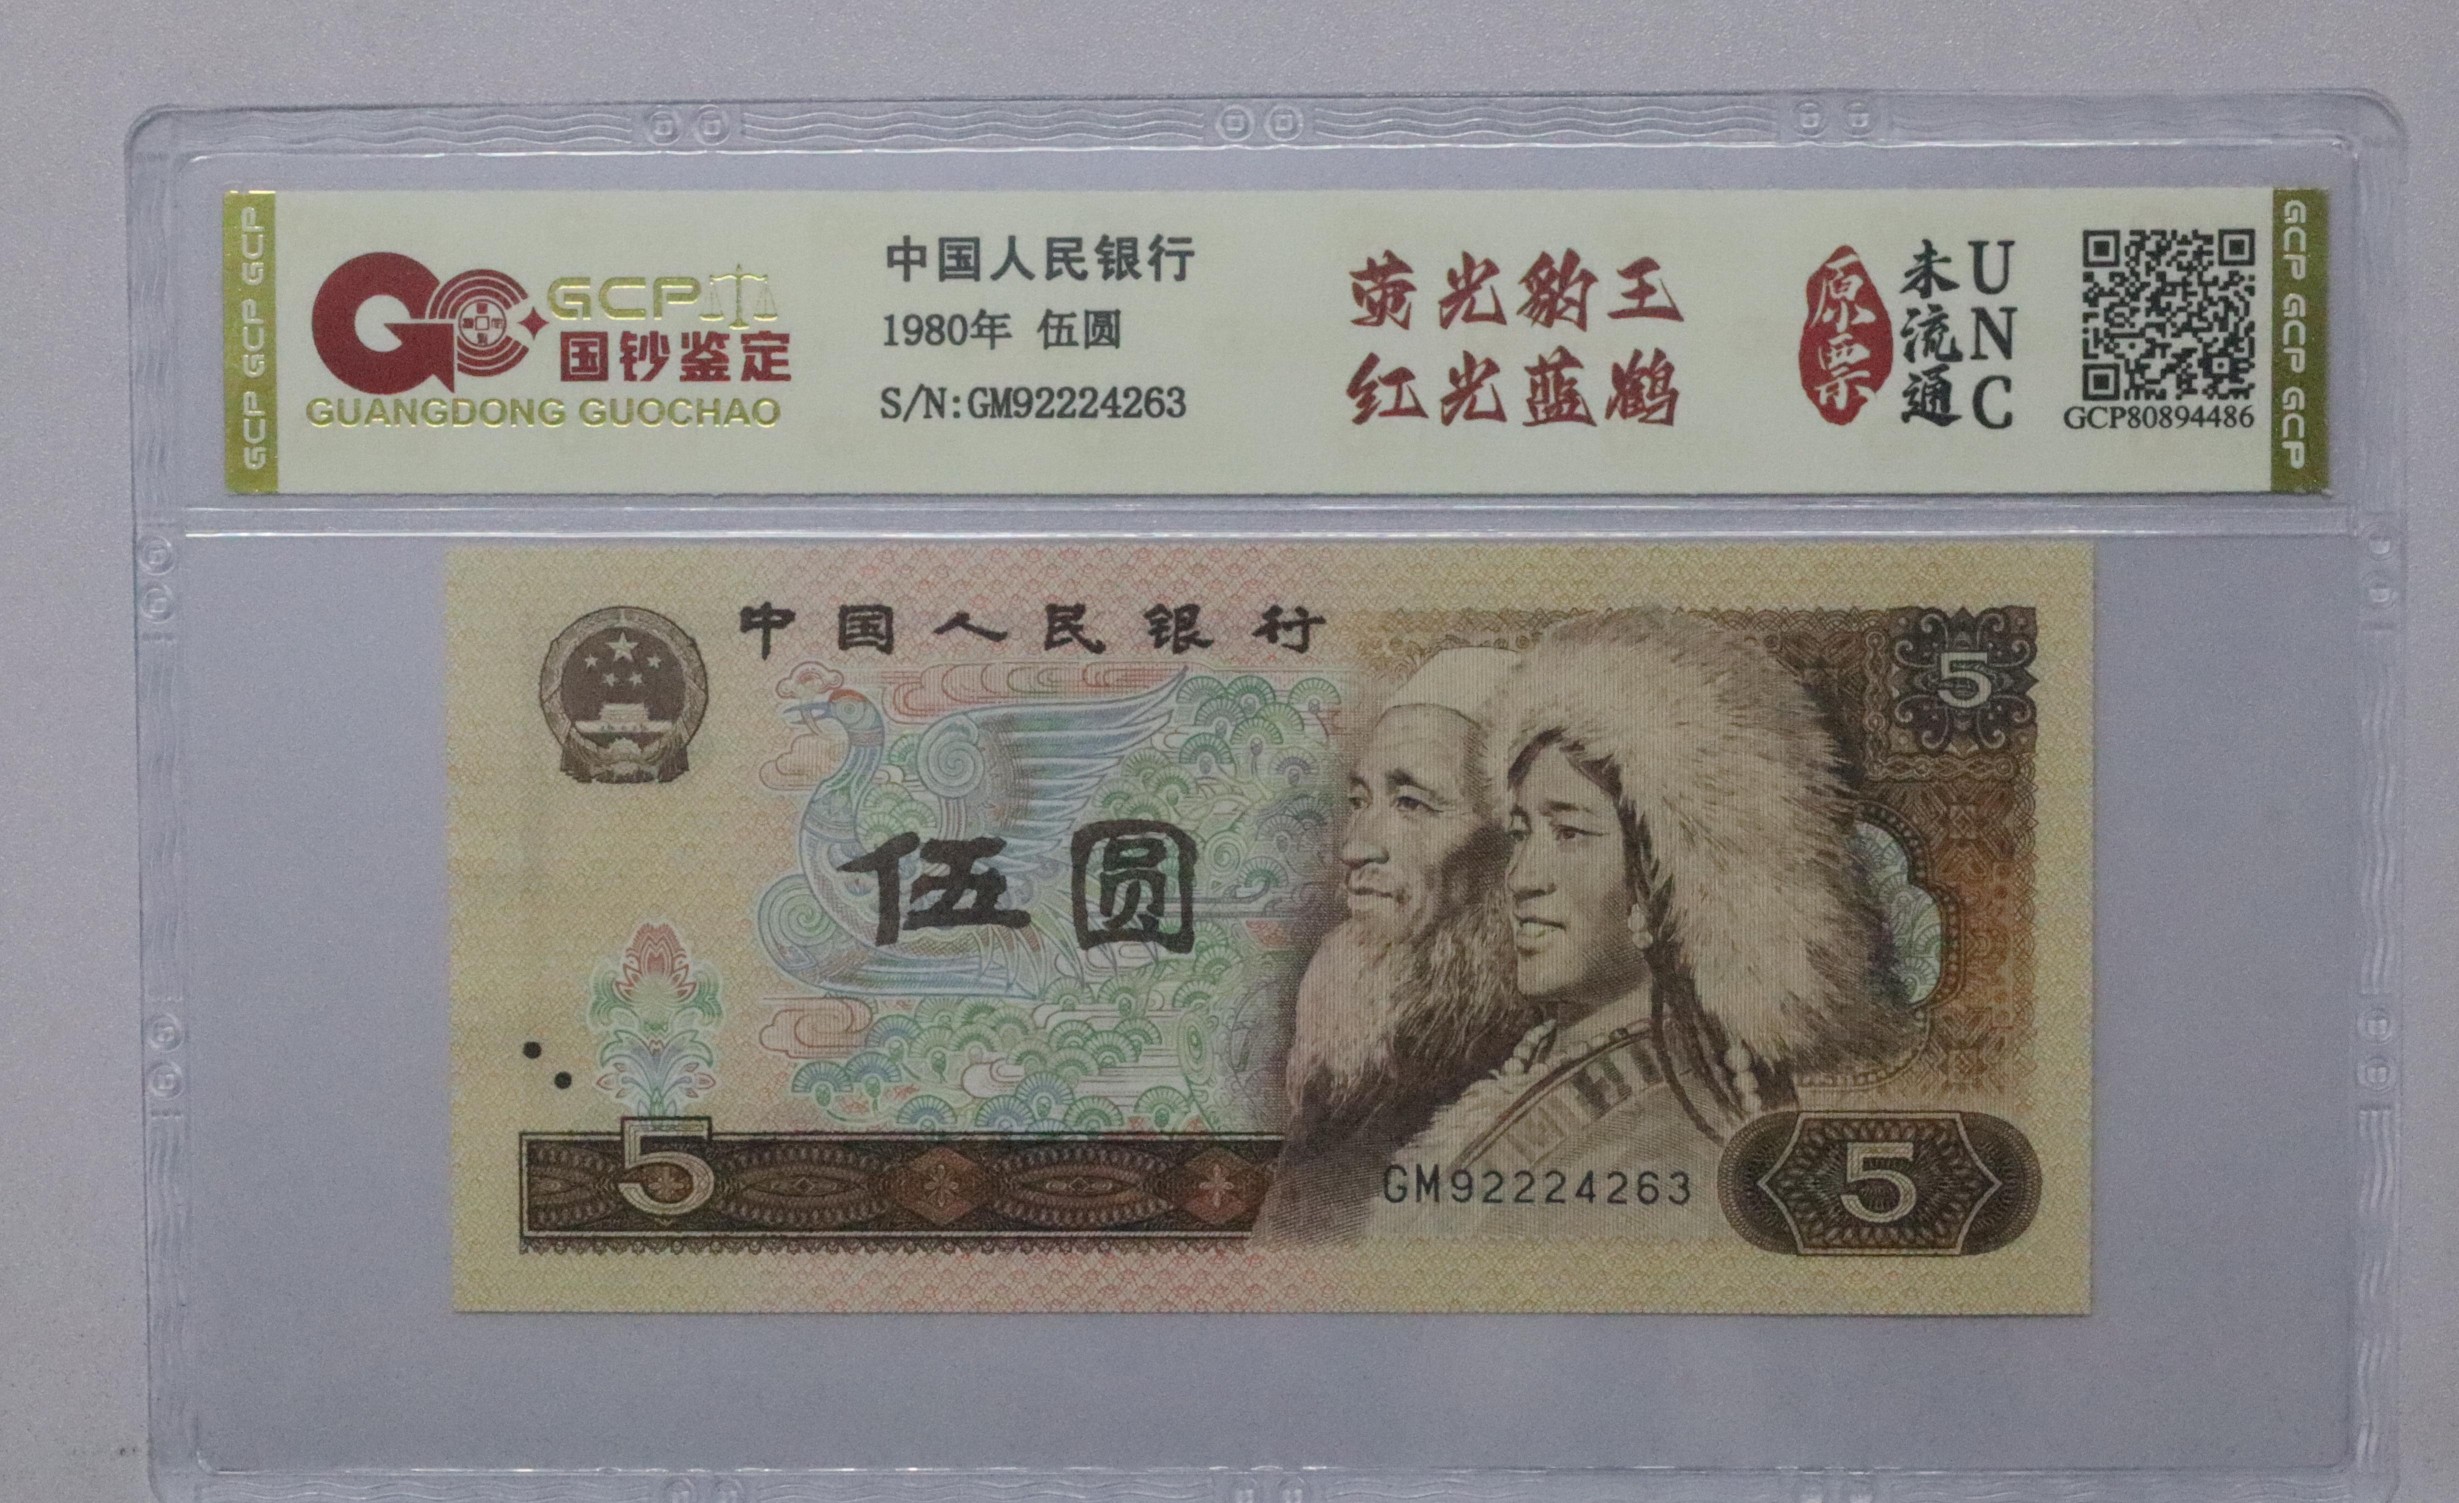 GCP GCP GCP
GCP
国钞鉴定
GUANGDONG GUOCHAO
中国人民银行
1980年 伍圆
S/N:GM92224263
荧光豹王
红光蓝鹤
原票
未流通
UNC
GCP80894486
GCP GCP GCP
中国人民银行
5
伍圆
5
GM92224263
5